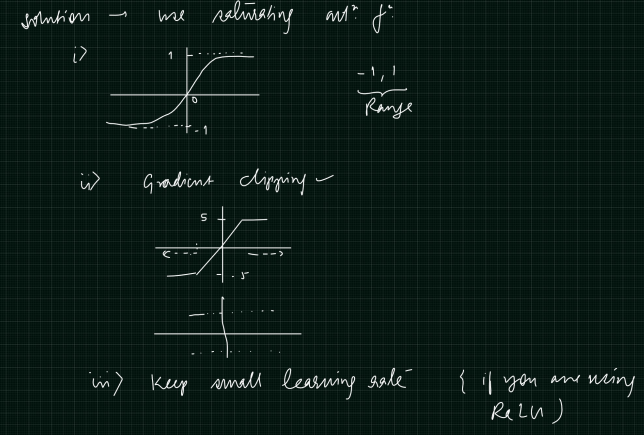 solution → use saturating act? f?
i>
1
0
-1
-1, 1
Range
ii> Gradient clipping -
5
-5
iii) Keep small learning rate { if you are using
ReLU )